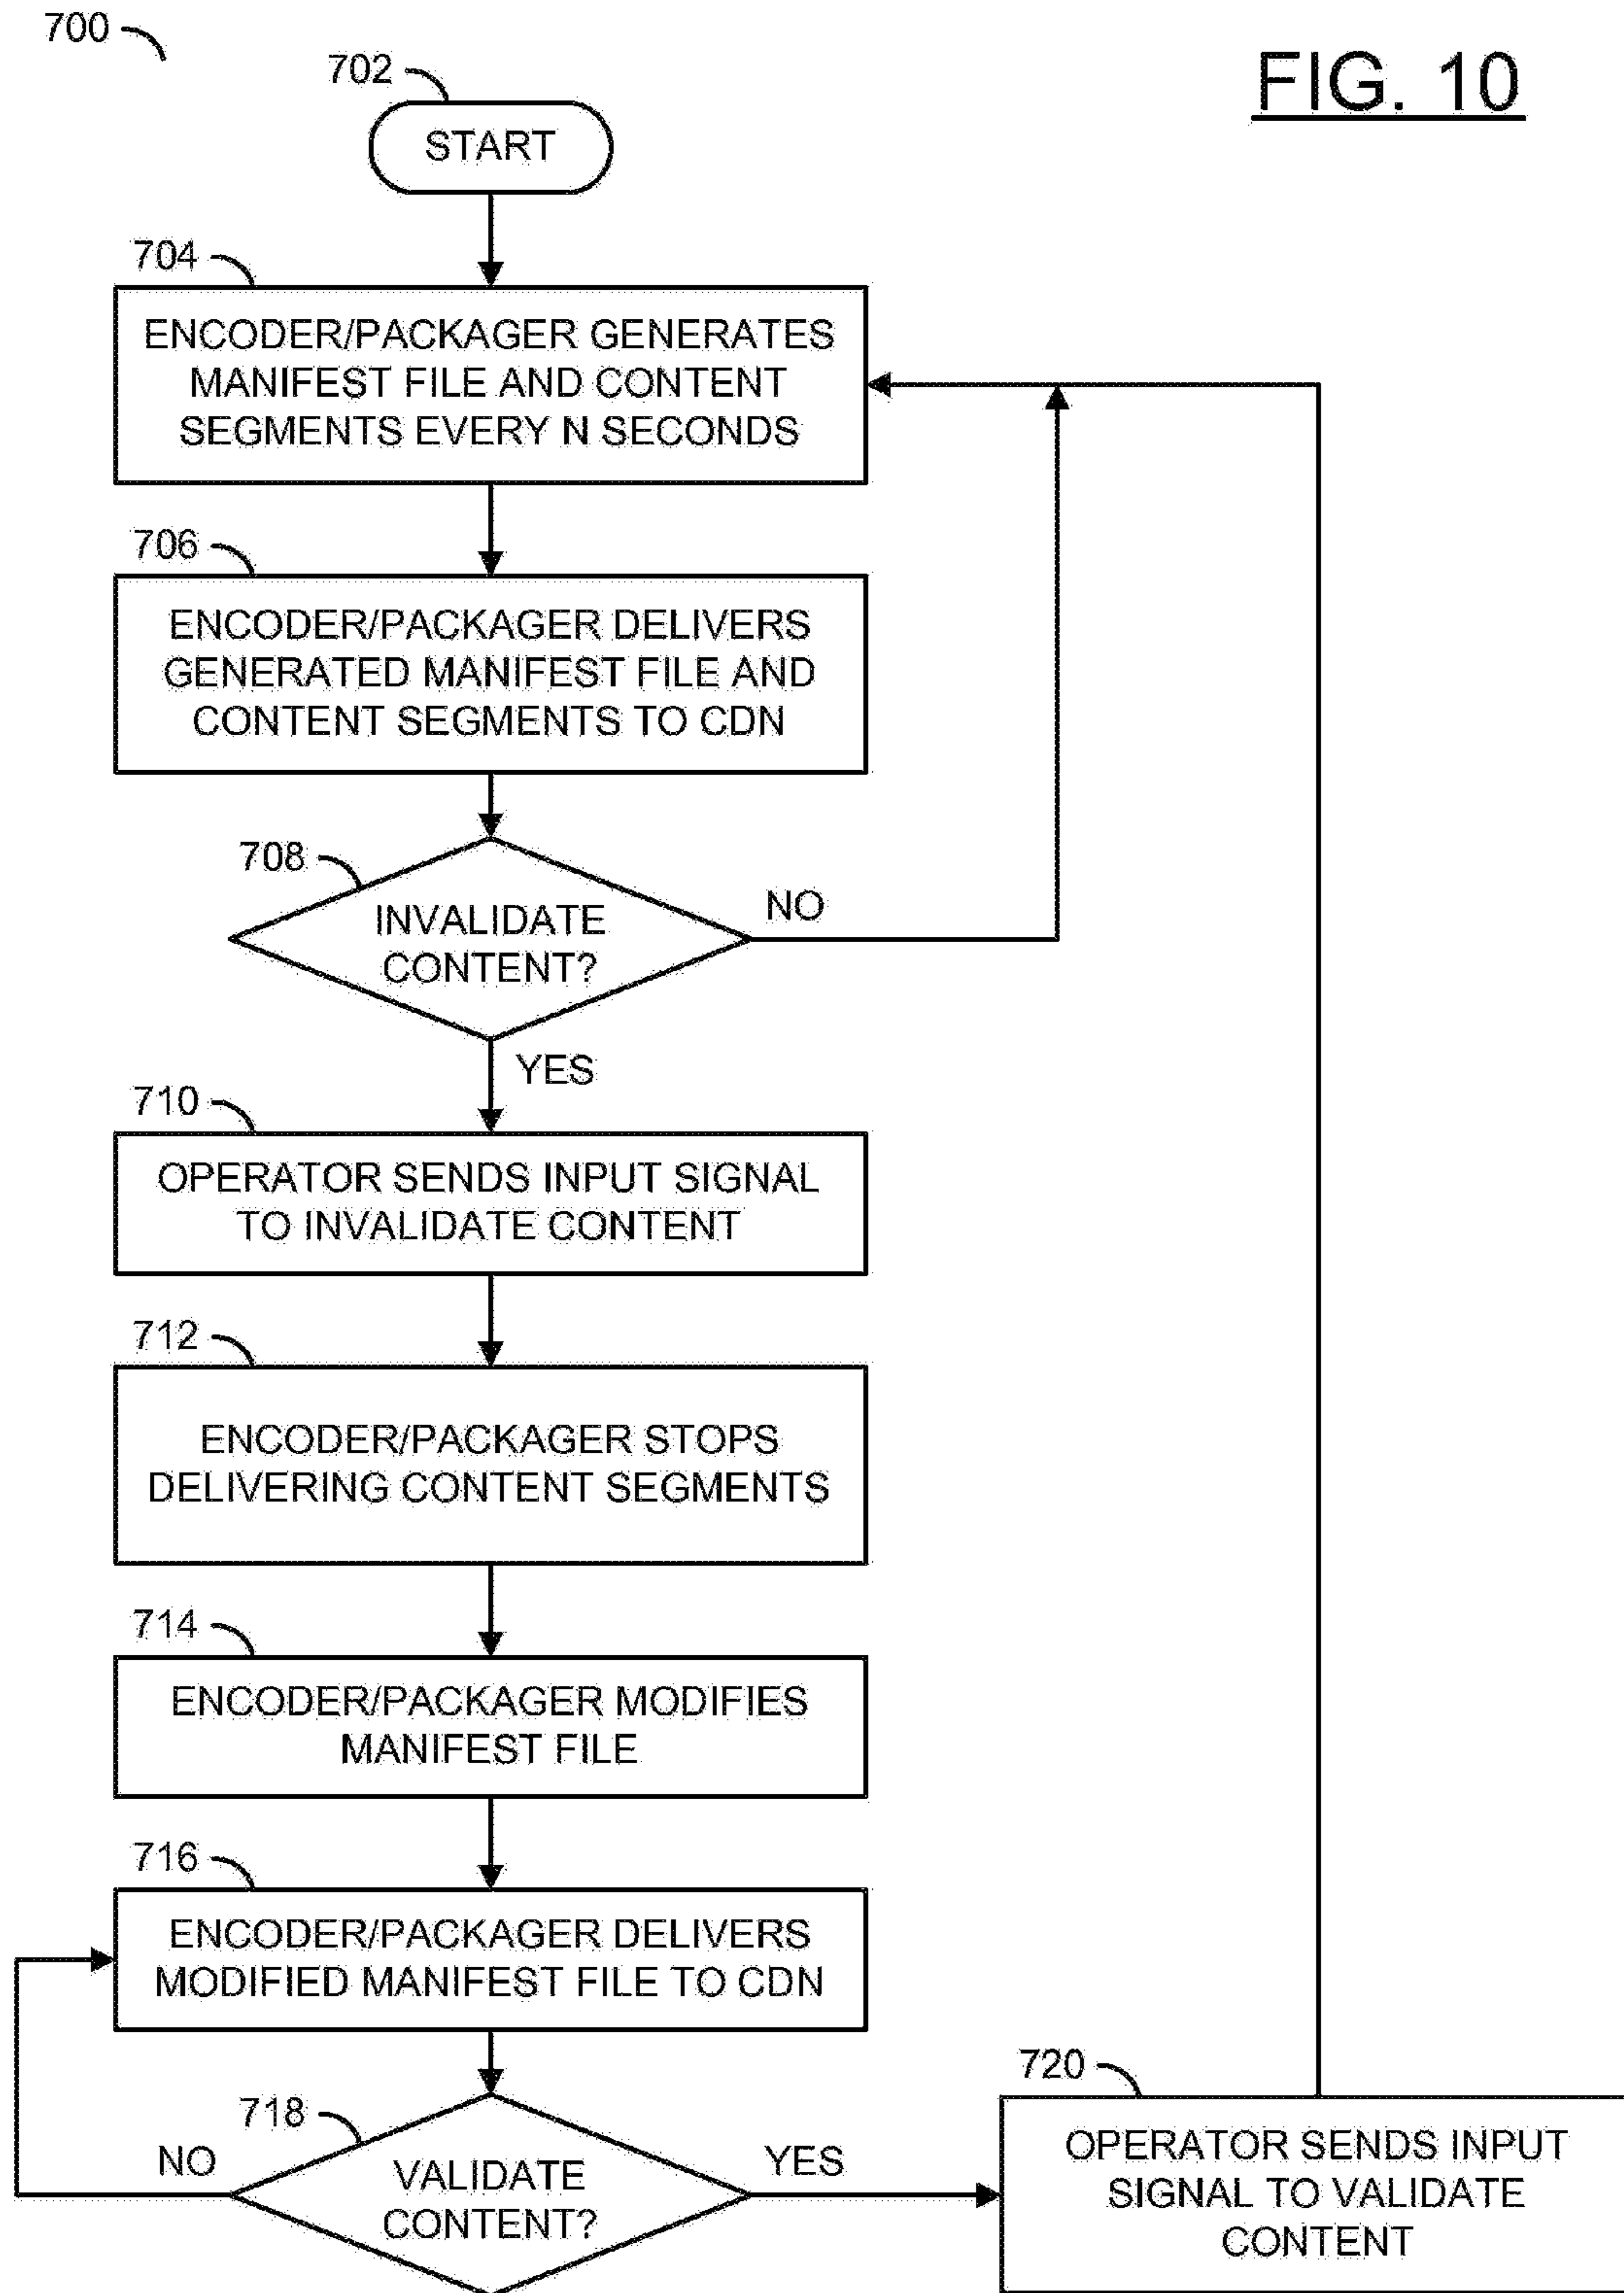 700
702
FIG. 10
START
704
ENCODER/PACKAGER GENERATES
MANIFEST FILE AND CONTENT
SEGMENTS EVERY N SECONDS
706
ENCODER/PACKAGER DELIVERS
GENERATED MANIFEST FILE AND
CONTENT SEGMENTS TO CDN
708
INVALIDATE
CONTENT?
NO
YES
710
OPERATOR SENDS INPUT SIGNAL
TO INVALIDATE CONTENT
712
ENCODER/PACKAGER STOPS
DELIVERING CONTENT SEGMENTS
714
ENCODER/PACKAGER MODIFIES
MANIFEST FILE
716
ENCODER/PACKAGER DELIVERS
MODIFIED MANIFEST FILE TO CDN
718
NO
VALIDATE
CONTENT?
YES
720
OPERATOR SENDS INPUT
SIGNAL TO VALIDATE
CONTENT